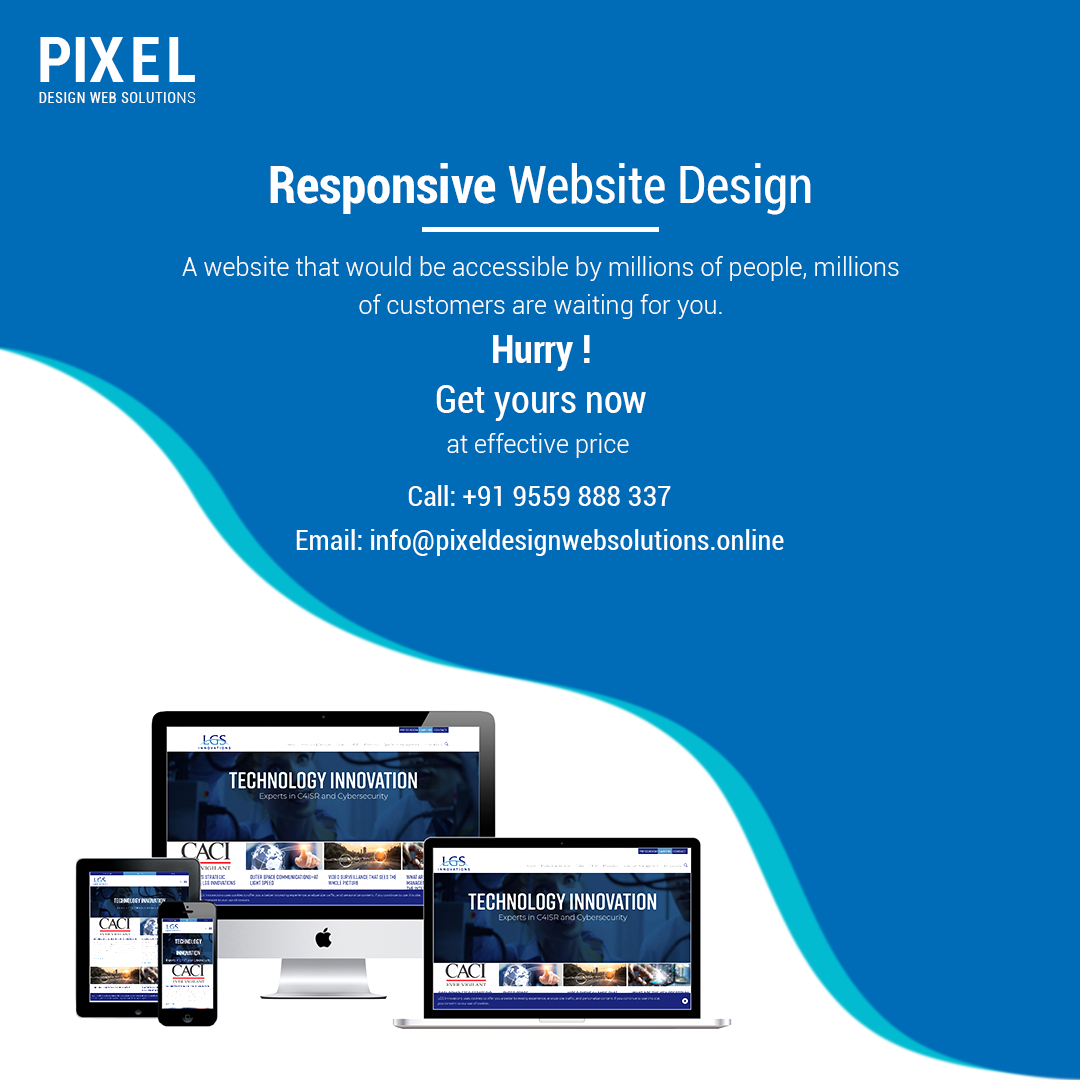 PIXEL
DESIGN WEB SOLUTIONS
Responsive Website Design
A website that would be accessible by millions of people, millions
of customers are waiting for you.
Hurry !
Get yours now
at effective price
Call: +91 9559 888 337
Email: info@pixeldesignwebsolutions.online
LGS
INNOVATIONS
TECHNOLOGY INNOVATION
Experts in C4ISR and Cybersecurity
CACI
OUTER SPACE COMMUNICATIONS–AT
LIGHT SPEED
VIDEO SURVEILLANCE THAT SEES THE
WHOLE PICTURE
LGS
INNOVATIONS
TECHNOLOGY INNOVATION
Experts in C4ISR and Cybersecurity
CACI
EVER VIGILANT
LGS
TECHNOLOGY INNOVATION
CACI
EVER VIGILANT
LGS
TECHNOLOGY
INNOVATION
CACI
EVER VIGILANT